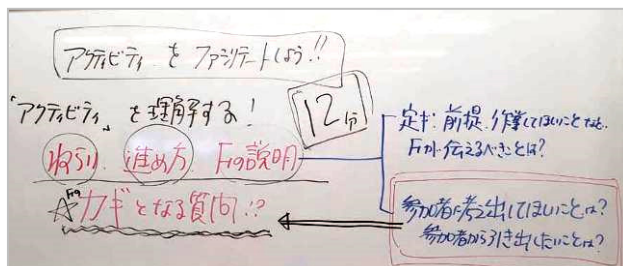 アクティビティ を ファシリテートしよう!!
「アクティビティ」を理解する!
12分
ねらい 進め方 Fの説明
Fの
☆カギとなる質問!?
定義・前提、作業してほしいことなど、
Fが伝えるべきことは?
参加者に考え出してほしいことは?
参加者から引き出したいことは?